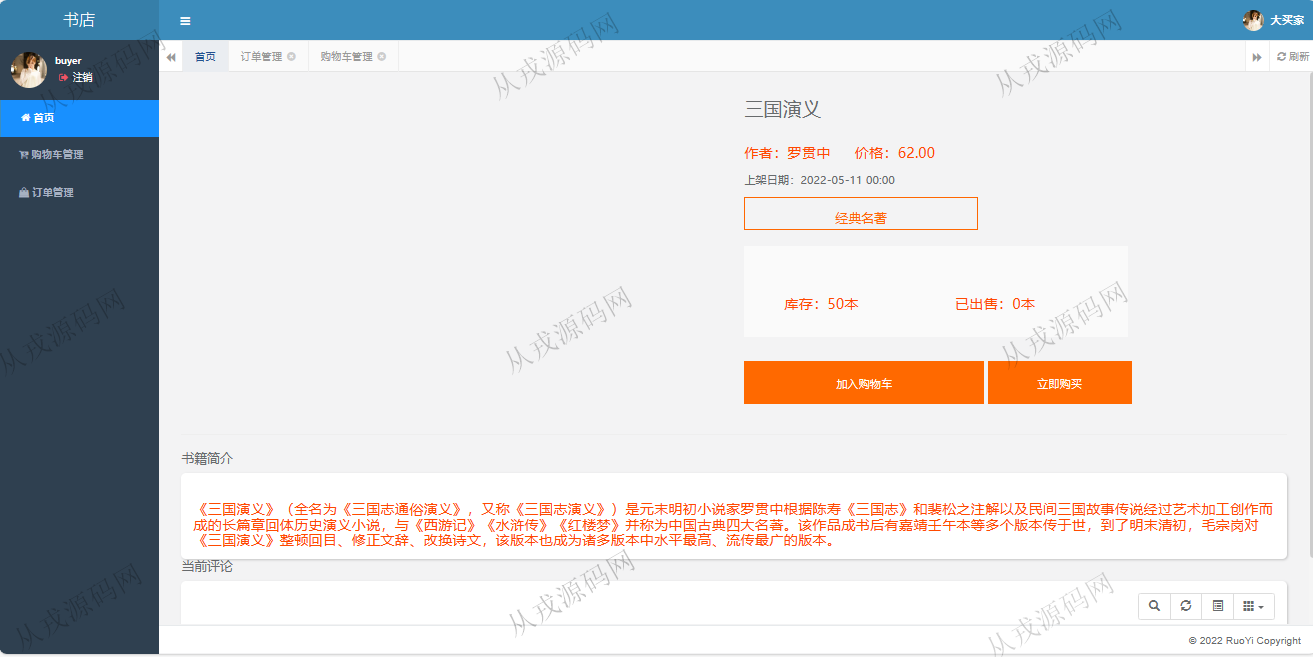 书店
大买家
buyer
注销
首页
订单管理
购物车管理
刷新
首页
购物车管理
订单管理
三国演义
作者：罗贯中 价格：62.00
上架日期：2022-05-11 00:00
经典名著
库存：50本 已出售：0本
加入购物车 立即购买
书籍简介
《三国演义》（全名为《三国志通俗演义》，又称《三国志演义》）是元末明初小说家罗贯中根据陈寿《三国志》和裴松之注解以及民间三国故事传说经过艺术加工创作而
成的长篇章回体历史演义小说，与《西游记》《水浒传》《红楼梦》并称为中国古典四大名著。该作品成书后有嘉靖壬午本等多个版本传于世，到了明末清初，毛宗岗对
《三国演义》整顿回目、修正文辞、改换诗文，该版本也成为诸多版本中水平最高、流传最广的版本。
当前评论
© 2022 RuoYi Copyright
从戎源码网
从戎源码网
从戎源码网
从戎源码网
从戎源码网
从戎源码网
从戎源码网
从戎源码网
从戎源码网